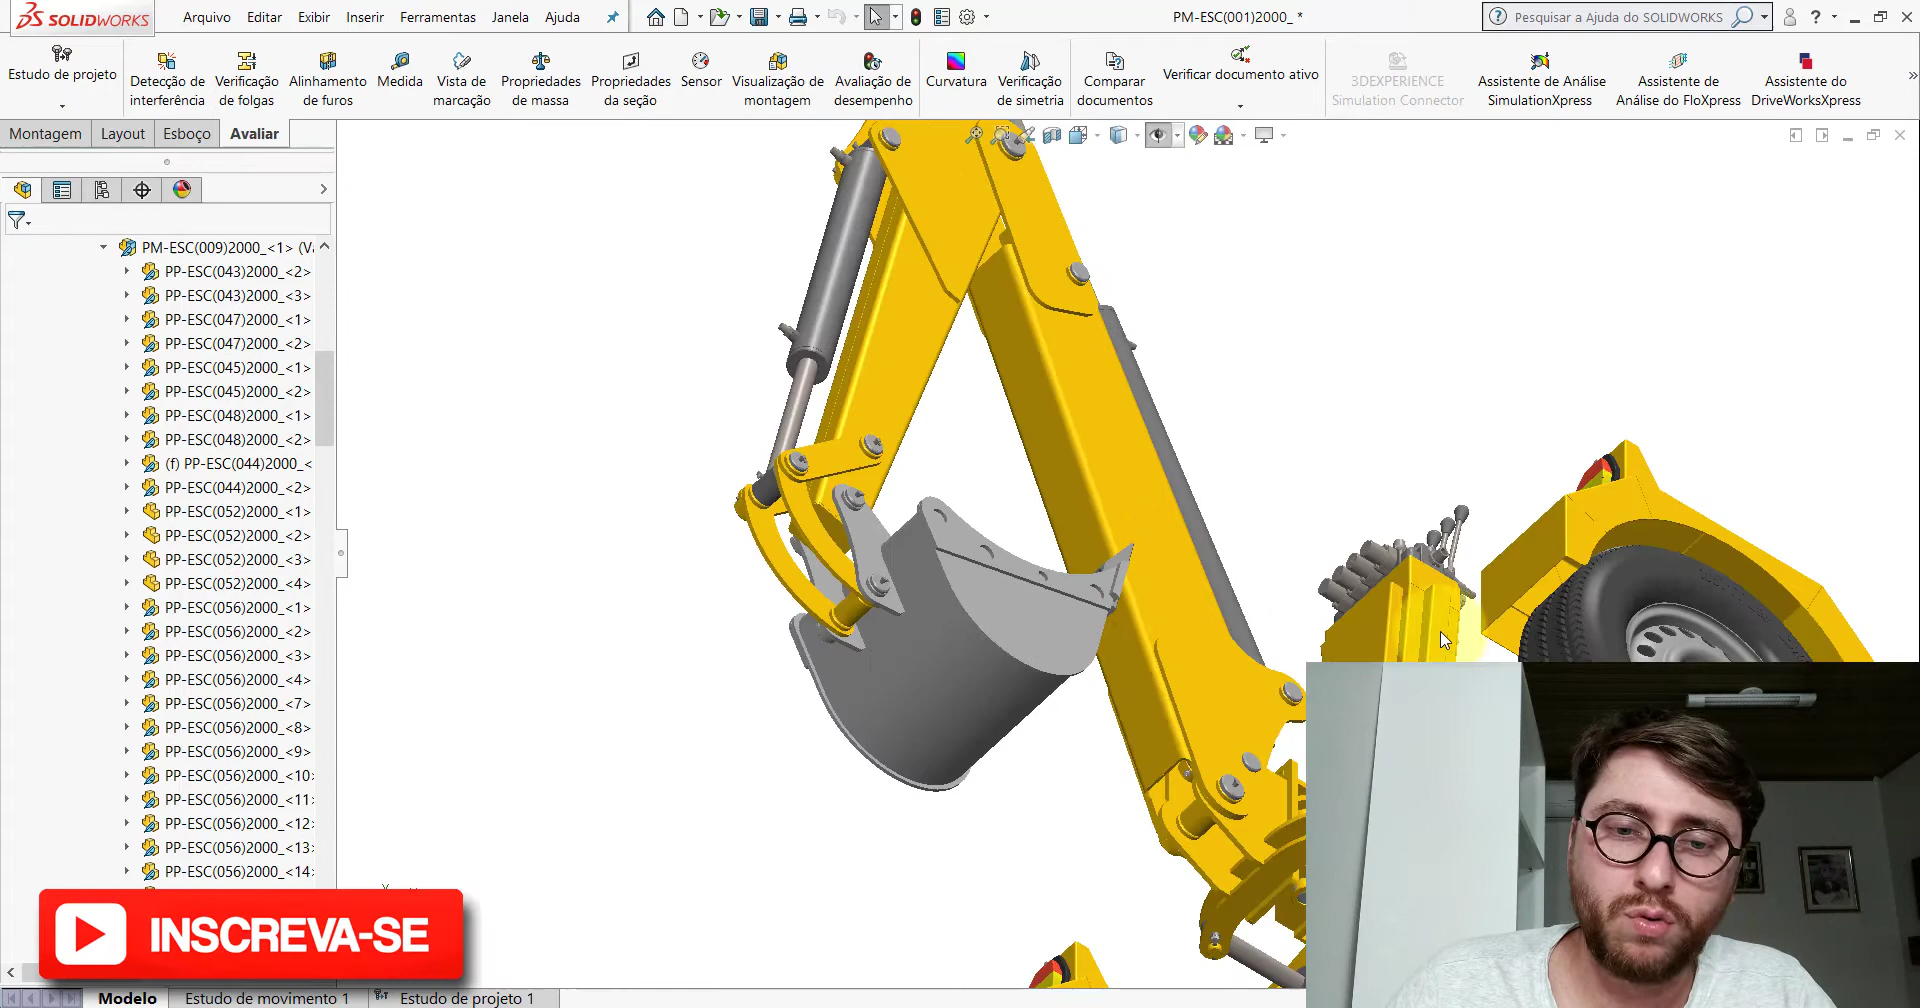 SOLIDWORKS
Arquivo Editar Exibir Inserir Ferramentas Janela Ajuda
PM-ESC(001)2000_ *
Pesquisar a Ajuda do SOLIDWORKS
Estudo de projeto
Detecção de interferência
Verificação de folgas
Alinhamento de furos
Medida
Vista de marcação
Propriedades de massa
Propriedades da seção
Sensor
Visualização de montagem
Avaliação de desempenho
Curvatura
Verificação de simetria
Comparar documentos
Verificar documento ativo
3DEXPERIENCE Simulation Connector
Assistente de Análise SimulationXpress
Assistente de Análise do FloXpress
Assistente do DriveWorksXpress
Montagem Layout Esboço Avaliar
PM-ESC(009)2000_<1> (Va
PP-ESC(043)2000_<2>
PP-ESC(043)2000_<3>
PP-ESC(047)2000_<1>
PP-ESC(047)2000_<2>
PP-ESC(045)2000_<1>
PP-ESC(045)2000_<2>
PP-ESC(048)2000_<1>
PP-ESC(048)2000_<2>
(f) PP-ESC(044)2000_<
PP-ESC(044)2000_<2>
PP-ESC(052)2000_<1>
PP-ESC(052)2000_<2>
PP-ESC(052)2000_<3>
PP-ESC(052)2000_<4>
PP-ESC(056)2000_<1>
PP-ESC(056)2000_<2>
PP-ESC(056)2000_<3>
PP-ESC(056)2000_<4>
PP-ESC(056)2000_<7>
PP-ESC(056)2000_<8>
PP-ESC(056)2000_<9>
PP-ESC(056)2000_<10>
PP-ESC(056)2000_<11>
PP-ESC(056)2000_<12>
PP-ESC(056)2000_<13>
PP-ESC(056)2000_<14>
INSCREVA-SE
Modelo Estudo de movimento 1 Estudo de projeto 1